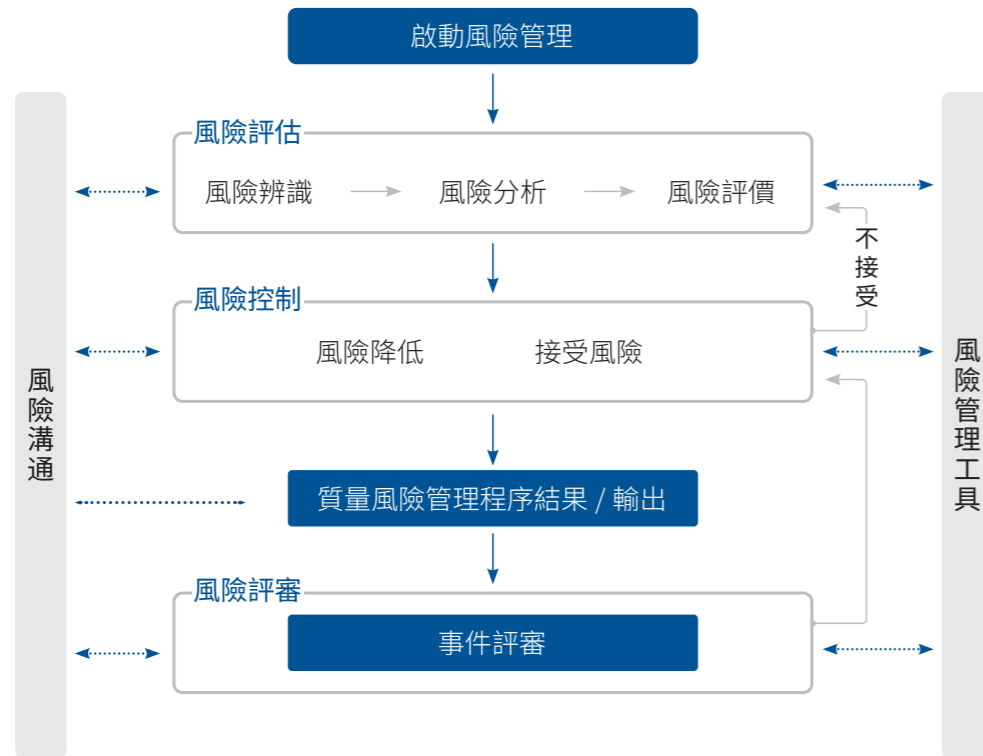 啟動風險管理
風險評估
風險辨識
風險分析
風險評價
不接受
風險控制
風險降低
接受風險
風險溝通
風險管理工具
質量風險管理程序結果 / 輸出
風險評審
事件評審